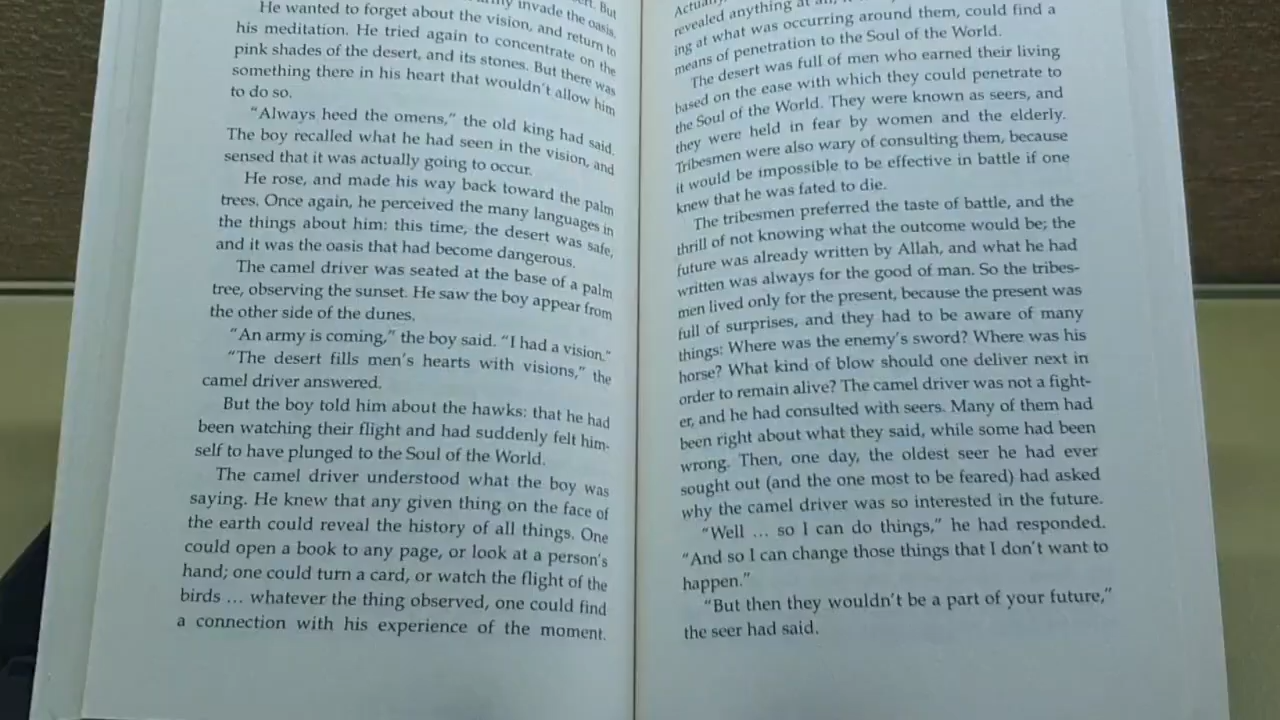 invade the oasis.
He wanted to forget about the vision, and return to
his meditation. He tried again to concentrate on the
pink shades of the desert, and its stones. But there was
something there in his heart that wouldn't allow him
to do so.
"Always heed the omens," the old king had said.
The boy recalled what he had seen in the vision, and
sensed that it was actually going to occur.
He rose, and made his way back toward the palm
trees. Once again, he perceived the many languages in
the things about him: this time, the desert was safe,
and it was the oasis that had become dangerous.
The camel driver was seated at the base of a palm
tree, observing the sunset. He saw the boy appear from
the other side of the dunes.
"An army is coming," the boy said. "I had a vision."
"The desert fills men's hearts with visions," the
camel driver answered.
But the boy told him about the hawks: that he had
been watching their flight and had suddenly felt him-
self to have plunged to the Soul of the World.
The camel driver understood what the boy was
saying. He knew that any given thing on the face of
the earth could reveal the history of all things. One
could open a book to any page, or look at a person's
hand; one could turn a card, or watch the flight of the
birds ... whatever the thing observed, one could find
a connection with his experience of the moment.
revealed anything at all,
ing at what was occurring around them, could find a
means of penetration to the Soul of the World.
The desert was full of men who earned their living
based on the ease with which they could penetrate to
the Soul of the World. They were known as seers, and
they were held in fear by women and the elderly.
Tribesmen were also wary of consulting them, because
it would be impossible to be effective in battle if one
knew that he was fated to die.
The tribesmen preferred the taste of battle, and the
thrill of not knowing what the outcome would be; the
future was already written by Allah, and what he had
written was always for the good of man. So the tribes-
men lived only for the present, because the present was
full of surprises, and they had to be aware of many
things: Where was the enemy's sword? Where was his
horse? What kind of blow should one deliver next in
order to remain alive? The camel driver was not a fight-
er, and he had consulted with seers. Many of them had
been right about what they said, while some had been
wrong. Then, one day, the oldest seer he had ever
sought out (and the one most to be feared) had asked
why the camel driver was so interested in the future.
"Well ... so I can do things," he had responded.
"And so I can change those things that I don't want to
happen."
"But then they wouldn't be a part of your future,"
the seer had said.